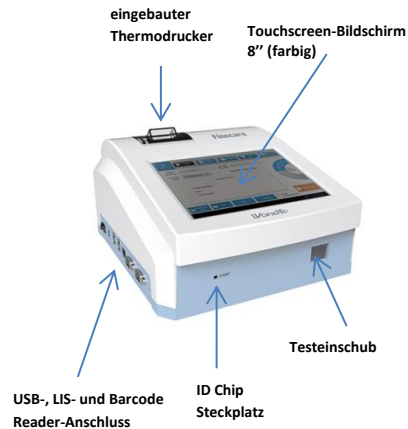 eingebauter
Thermodrucker
Touchscreen-Bildschirm
8’’ (farbig)
Finecare
Wondfo
Testeinschub
ID Chip
Steckplatz
USB-, LIS- und Barcode
Reader-Anschluss